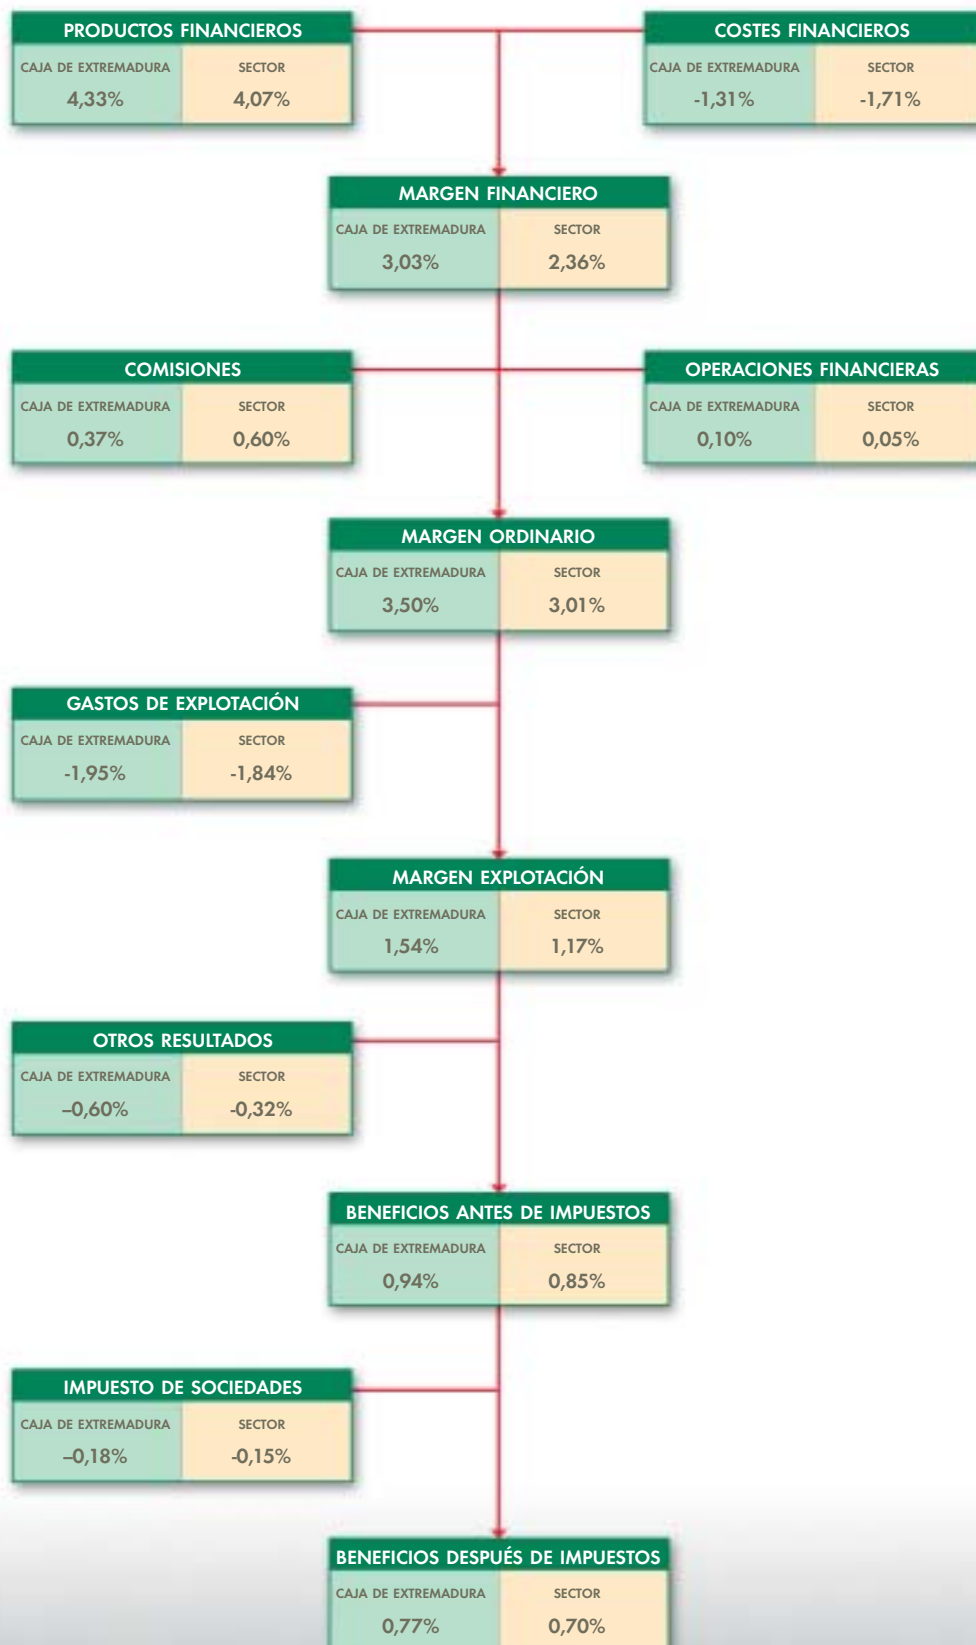 PRODUCTOS FINANCIEROS
CAJA DE EXTREMADURA SECTOR
4,33% 4,07%
COSTES FINANCIEROS
CAJA DE EXTREMADURA SECTOR
-1,31% -1,71%
MARGEN FINANCIERO
CAJA DE EXTREMADURA SECTOR
3,03% 2,36%
COMISIONES
CAJA DE EXTREMADURA SECTOR
0,37% 0,60%
OPERACIONES FINANCIERAS
CAJA DE EXTREMADURA SECTOR
0,10% 0,05%
MARGEN ORDINARIO
CAJA DE EXTREMADURA SECTOR
3,50% 3,01%
GASTOS DE EXPLOTACIÓN
CAJA DE EXTREMADURA SECTOR
-1,95% -1,84%
MARGEN EXPLOTACIÓN
CAJA DE EXTREMADURA SECTOR
1,54% 1,17%
OTROS RESULTADOS
CAJA DE EXTREMADURA SECTOR
–0,60% -0,32%
BENEFICIOS ANTES DE IMPUESTOS
CAJA DE EXTREMADURA SECTOR
0,94% 0,85%
IMPUESTO DE SOCIEDADES
CAJA DE EXTREMADURA SECTOR
–0,18% -0,15%
BENEFICIOS DESPUÉS DE IMPUESTOS
CAJA DE EXTREMADURA SECTOR
0,77% 0,70%